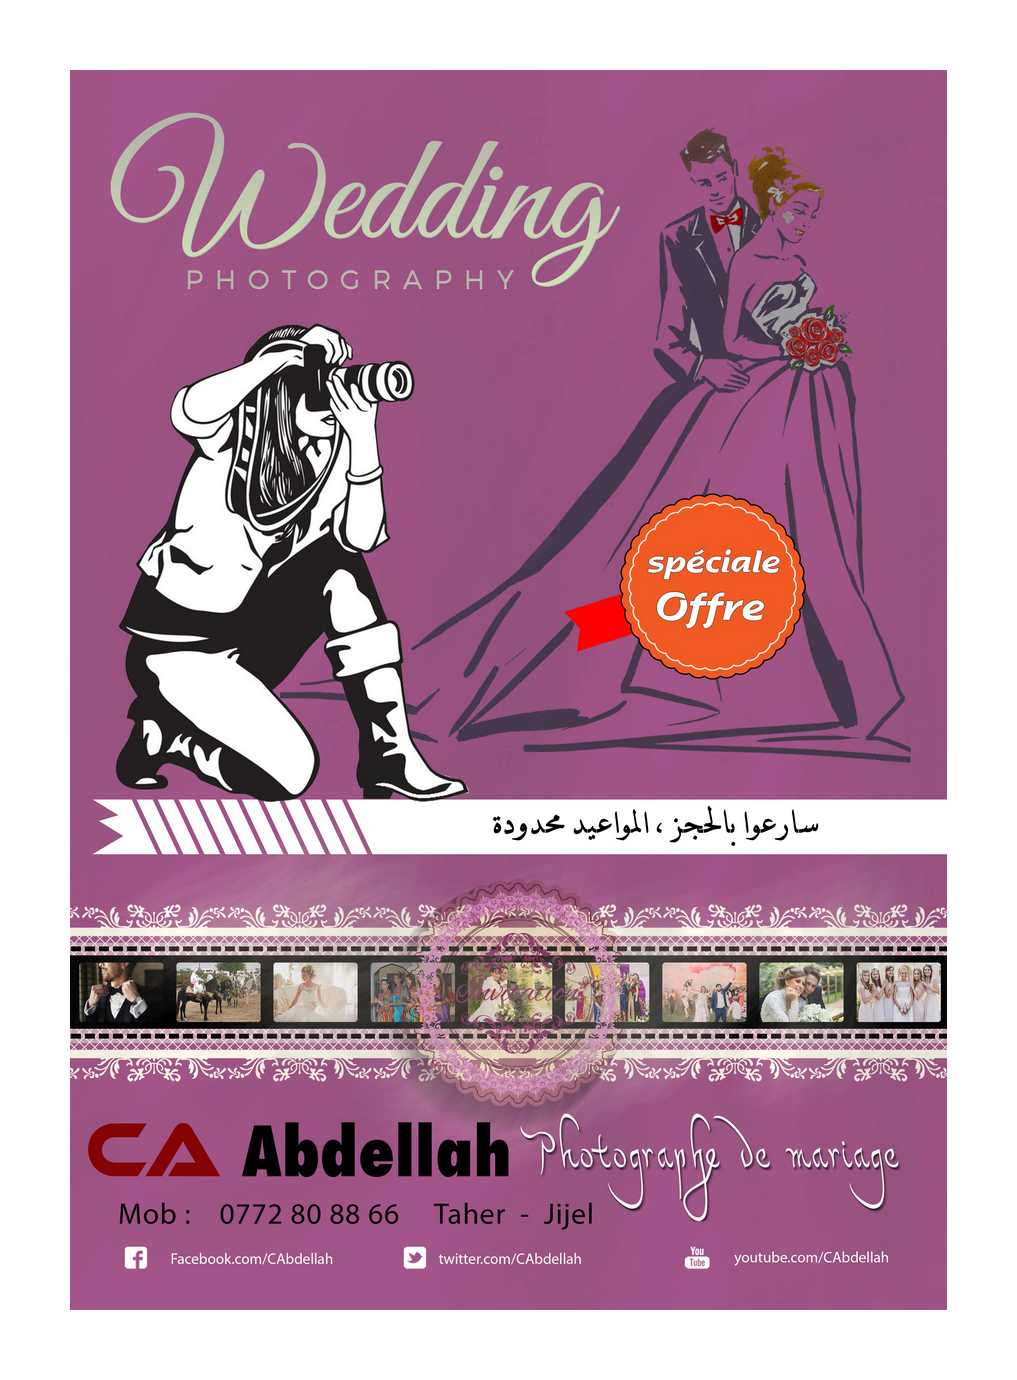 Wedding
PHOTOGRAPHY
spéciale
Offre
سارعوا بالحجز ، المواعيد محدودة
Invitation
CA Abdellah Photographe de mariage
Mob : 0772 80 88 66 Taher - Jijel
Facebook.com/CAbdellah twitter.com/CAbdellah You Tube youtube.com/CAbdellah